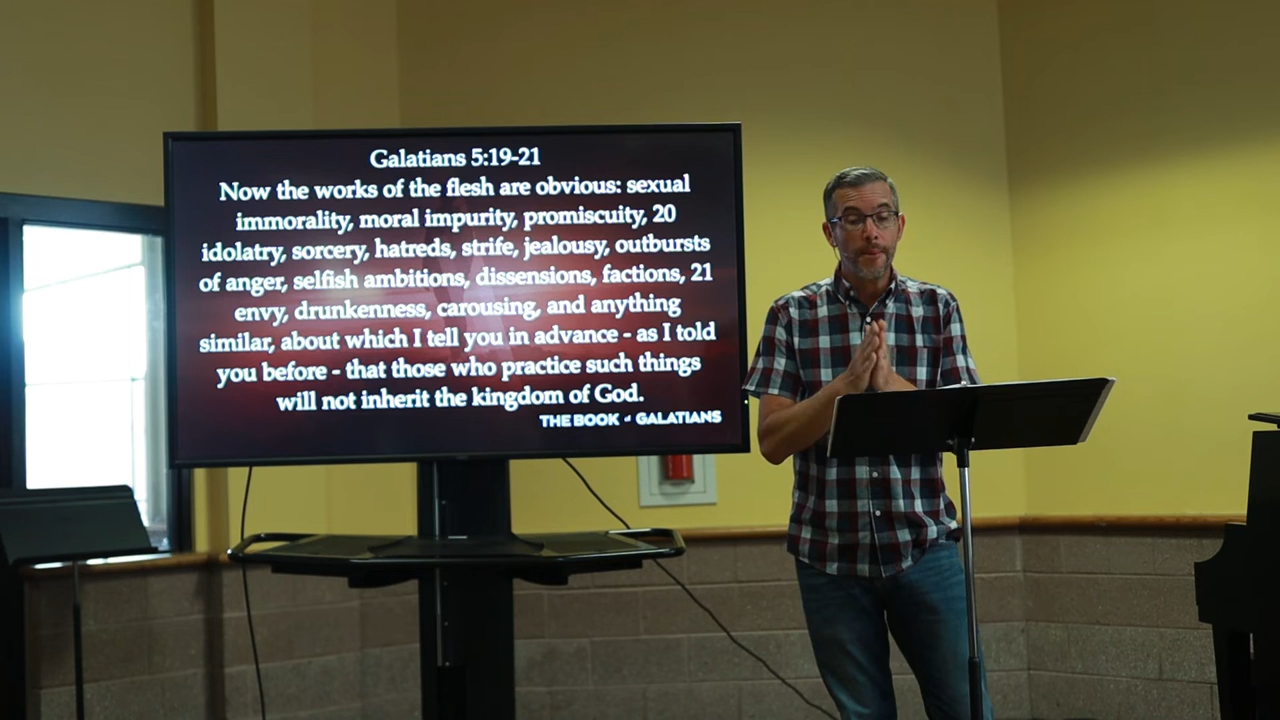 Galatians 5:19-21
Now the works of the flesh are obvious: sexual
immorality, moral impurity, promiscuity, 20
idolatry, sorcery, hatreds, strife, jealousy, outbursts
of anger, selfish ambitions, dissensions, factions, 21
envy, drunkenness, carousing, and anything
similar, about which I tell you in advance - as I told
you before - that those who practice such things
will not inherit the kingdom of God.
THE BOOK of GALATIANS